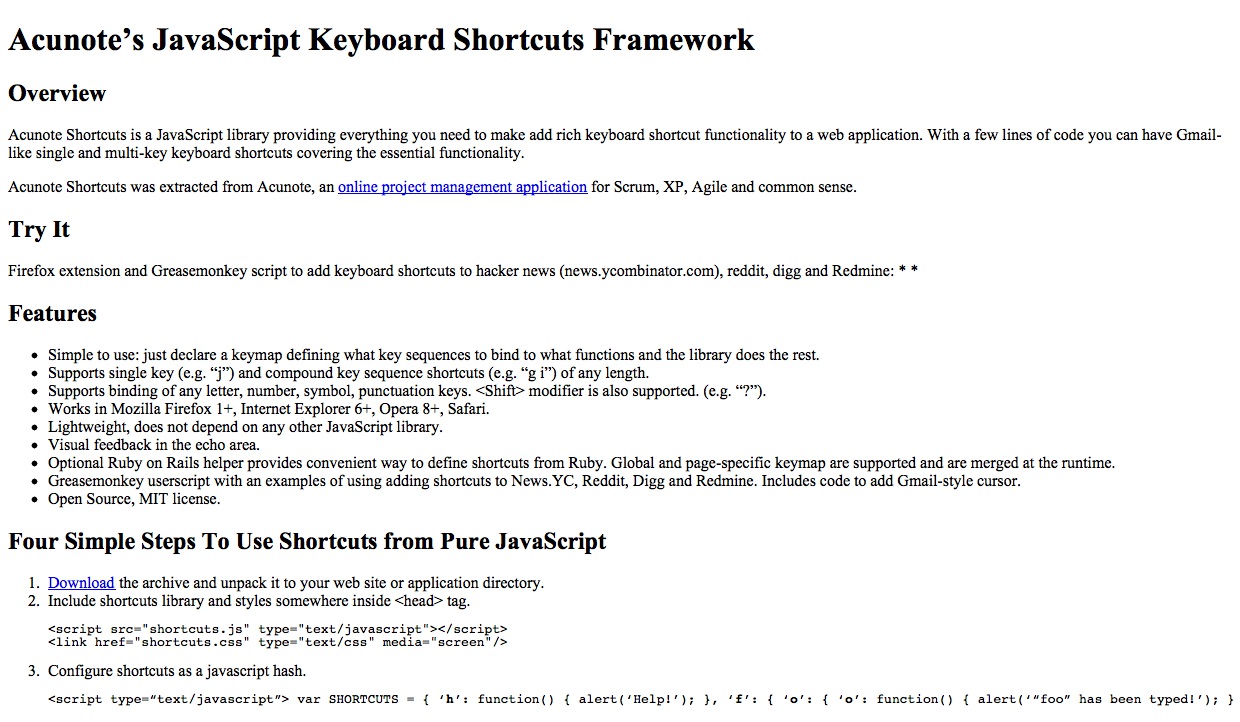 Acunote’s JavaScript Keyboard Shortcuts Framework
Overview
Acunote Shortcuts is a JavaScript library providing everything you need to make add rich keyboard shortcut functionality to a web application. With a few lines of code you can have Gmail-
like single and multi-key keyboard shortcuts covering the essential functionality.
Acunote Shortcuts was extracted from Acunote, an online project management application for Scrum, XP, Agile and common sense.
Try It
Firefox extension and Greasemonkey script to add keyboard shortcuts to hacker news (news.ycombinator.com), reddit, digg and Redmine: * *
Features
• Simple to use: just declare a keymap defining what key sequences to bind to what functions and the library does the rest.
• Supports single key (e.g. “j”) and compound key sequence shortcuts (e.g. “g i”) of any length.
• Supports binding of any letter, number, symbol, punctuation keys. <Shift> modifier is also supported. (e.g. “?”).
• Works in Mozilla Firefox 1+, Internet Explorer 6+, Opera 8+, Safari.
• Lightweight, does not depend on any other JavaScript library.
• Visual feedback in the echo area.
• Optional Ruby on Rails helper provides convenient way to define shortcuts from Ruby. Global and page-specific keymap are supported and are merged at the runtime.
• Greasemonkey userscript with an examples of using adding shortcuts to News.YC, Reddit, Digg and Redmine. Includes code to add Gmail-style cursor.
• Open Source, MIT license.
Four Simple Steps To Use Shortcuts from Pure JavaScript
1. Download the archive and unpack it to your web site or application directory.
2. Include shortcuts library and styles somewhere inside <head> tag.
<script src="shortcuts.js" type="text/javascript"></script>
<link href="shortcuts.css" type="text/css" media="screen"/>
3. Configure shortcuts as a javascript hash.
<script type=“text/javascript”> var SHORTCUTS = { ‘h’: function() { alert(‘Help!’); }, ‘f’: { ‘o’: { ‘o’: function() { alert(‘“foo” has been typed!’); }